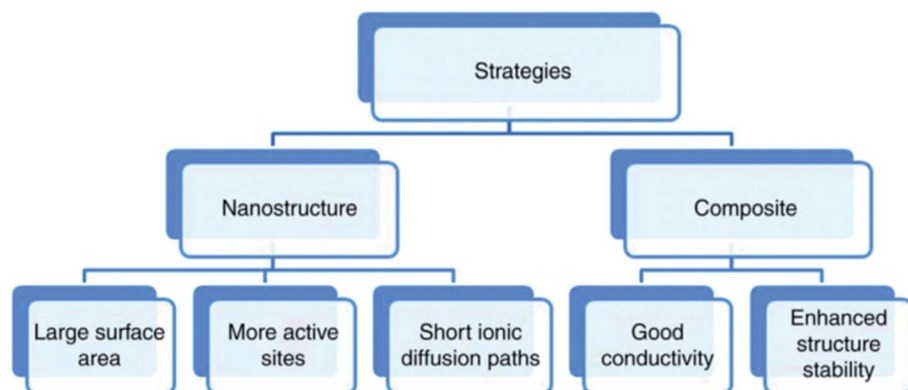 Strategies
Nanostructure
Composite
Large surface
area
More active
sites
Short ionic
diffusion paths
Good
conductivity
Enhanced
structure
stability